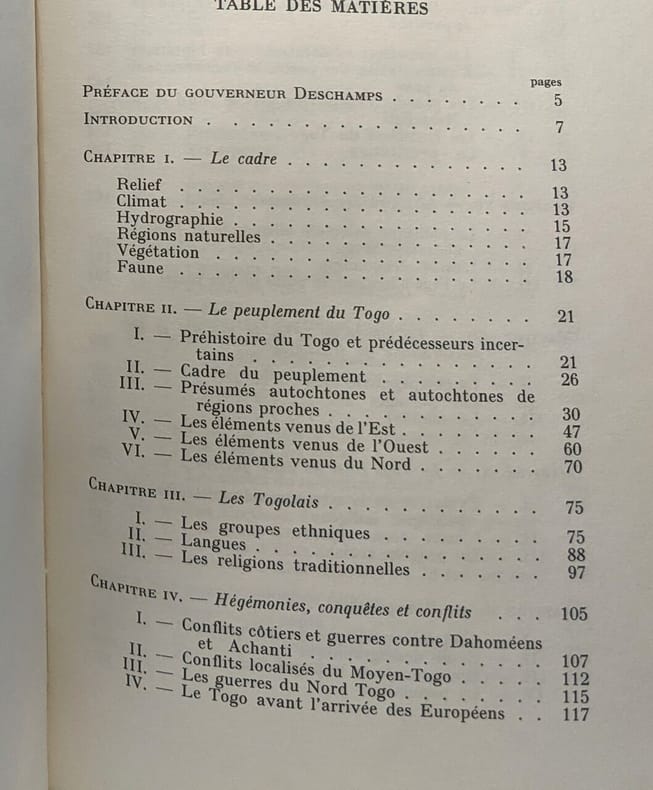 TABLE DES MATIÈRES
pages
PRÉFACE DU GOUVERNEUR DESCHAMPS . . . . . . . . 5
INTRODUCTION . . . . . . . . . . . . . . . . 7
CHAPITRE I. — Le cadre . . . . . . . . . . . . . 13
Relief . . . . . . . . . . . . . . . . . 13
Climat . . . . . . . . . . . . . . . . . 13
Hydrographie . . . . . . . . . . . . . . 15
Régions naturelles . . . . . . . . . . . . 17
Végétation . . . . . . . . . . . . . . . 17
Faune . . . . . . . . . . . . . . . . . 18
CHAPITRE II. — Le peuplement du Togo . . . . . . . 21
I. — Préhistoire du Togo et prédécesseurs incer-
tains . . . . . . . . . . . . . . 21
II. — Cadre du peuplement . . . . . . . . . 26
III. — Présumés autochtones et autochtones de
régions proches . . . . . . . . . . . 30
IV. — Les éléments venus de l'Est . . . . . . . . 47
V. — Les éléments venus de l'Ouest . . . . . . 60
VI. — Les éléments venus du Nord . . . . . . . 70
CHAPITRE III. — Les Togolais . . . . . . . . . . . . 75
I. — Les groupes ethniques . . . . . . . . 75
II. — Langues . . . . . . . . . . . . . . 88
III. — Les religions traditionnelles . . . . . . . 97
CHAPITRE IV. — Hégémonies, conquêtes et conflits . . . 105
I. — Conflits côtiers et guerres contre Dahoméens
et Achanti . . . . . . . . . . . . 107
II. — Conflits localisés du Moyen-Togo . . . . . 112
III. — Les guerres du Nord Togo . . . . . . . . 115
IV. — Le Togo avant l'arrivée des Européens . . 117